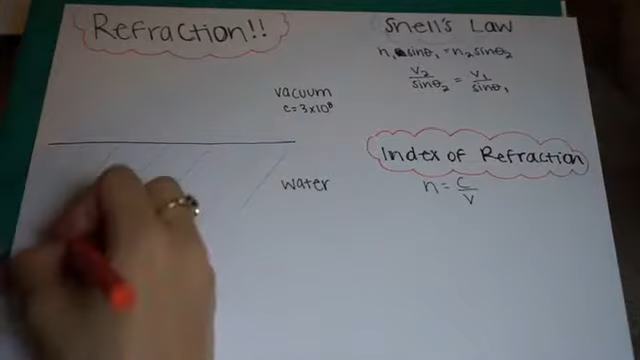 Refraction!!
vacuum
c=3x10⁸
water
Snell's Law
n₁sinθ₁=n₂sinθ₂
v₂/sinθ₂ = v₁/sinθ₁
Index of Refraction
n=c/v